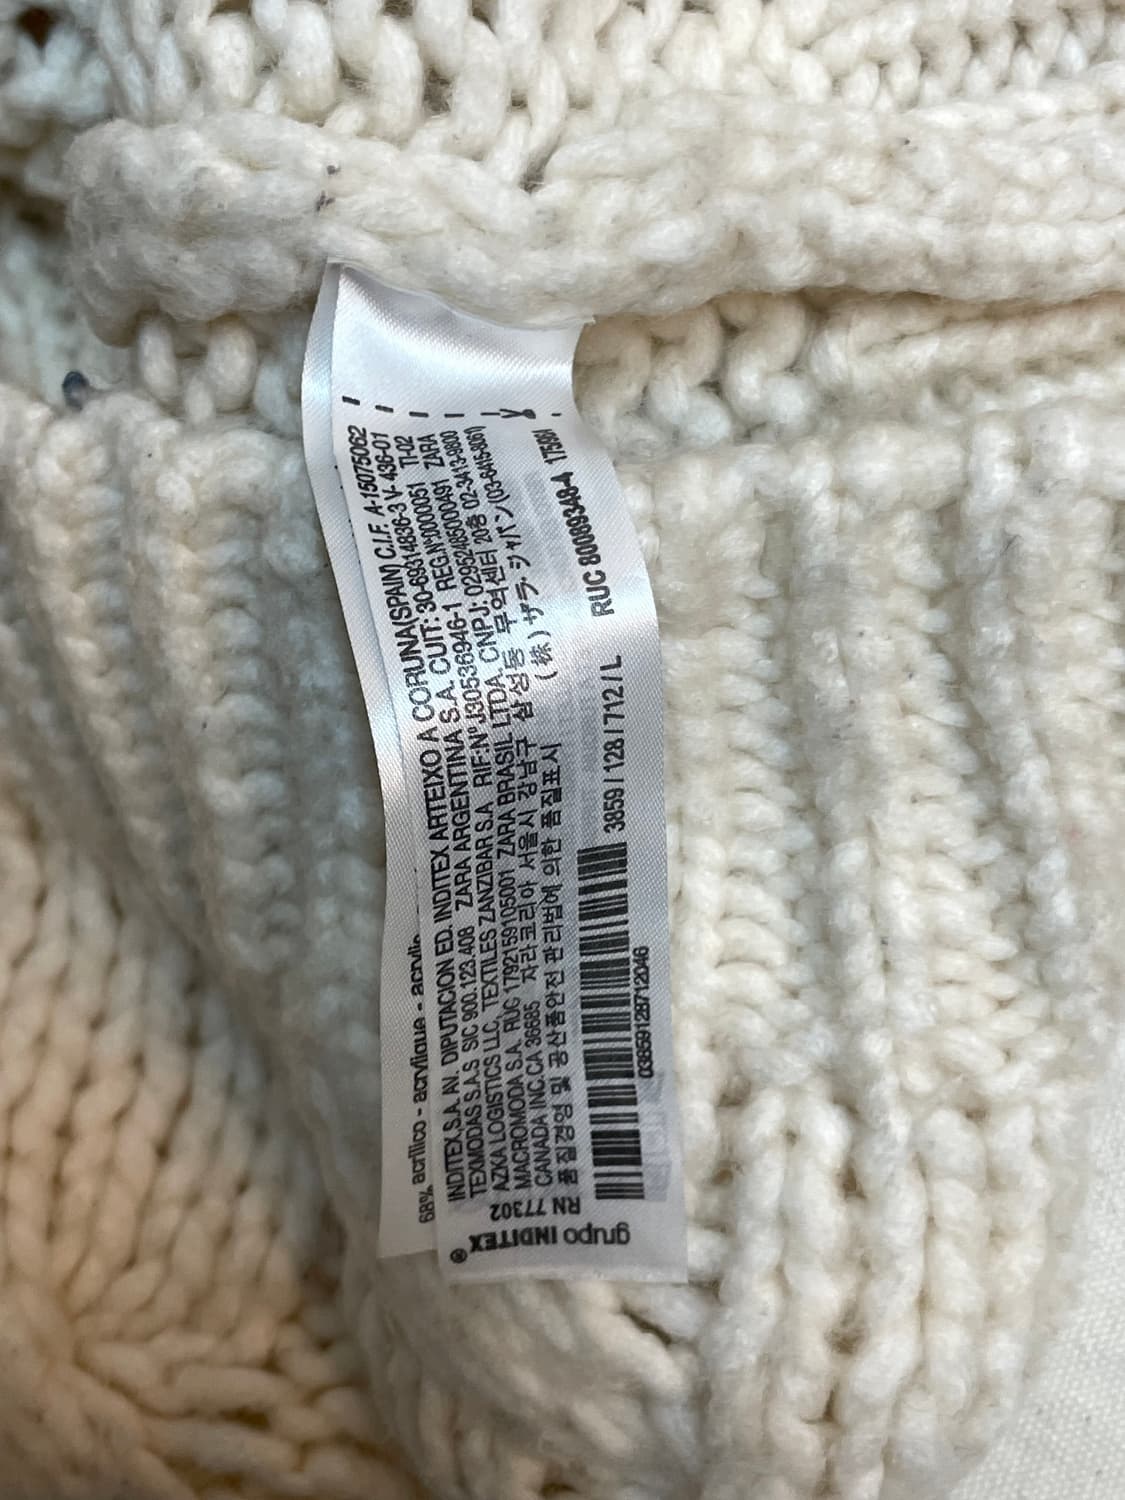 68% acrílico - acrylique - acrylic
INDITEX,S.A. AV. DIPUTACION ED. INDITEX ARTEIXO A CORUNA(SPAIN) C.I.F. A-15075062
TEXMODAS S.A.S SIC 900.123.408 ZARA ARGENTINA S.A. CUIT: 30-69314836-3 V- 436-01
AZKA LOGISTICS LLC, TEXTILES ZANZIBAR S.A RIF:Nº J30536946-1 REG.Nº0000051 TI-02
MACROMODA S.A. RUC 1792159105001 ZARA BRASIL LTDA. CNPJ: 02952485000491 ZARA
CANADA INC.CA 36685 자라코리아 서울시 강남구 삼성동 무역센터 20층 02-3413-9800
품질경영 및 공산품안전 관리법에 의한 품질표시 (株) ザラ ジャパン (03-6415-8061)
RUC 80089348-4
3859 / 128 / 712 / L
03859128712046
RN 77302
grupo INDITEX ®